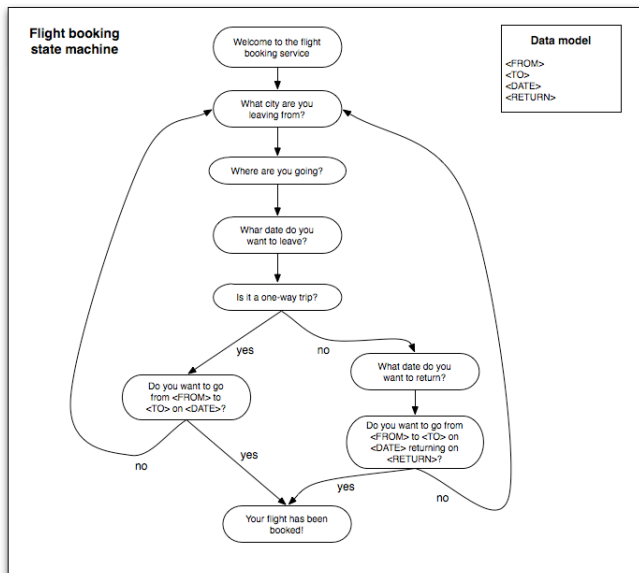 Flight booking
state machine
Welcome to the flight
booking service
Data model
<FROM>
<TO>
<DATE>
<RETURN>
What city are you
leaving from?
Where are you going?
Whar date do you
want to leave?
Is it a one-way trip?
yes
no
What date do you
want to return?
Do you want to go
from <FROM> to
<TO> on <DATE>?
Do you want to go from
<FROM> to <TO> on
<DATE> returning on
<RETURN>?
no
yes
yes
no
Your flight has been
booked!